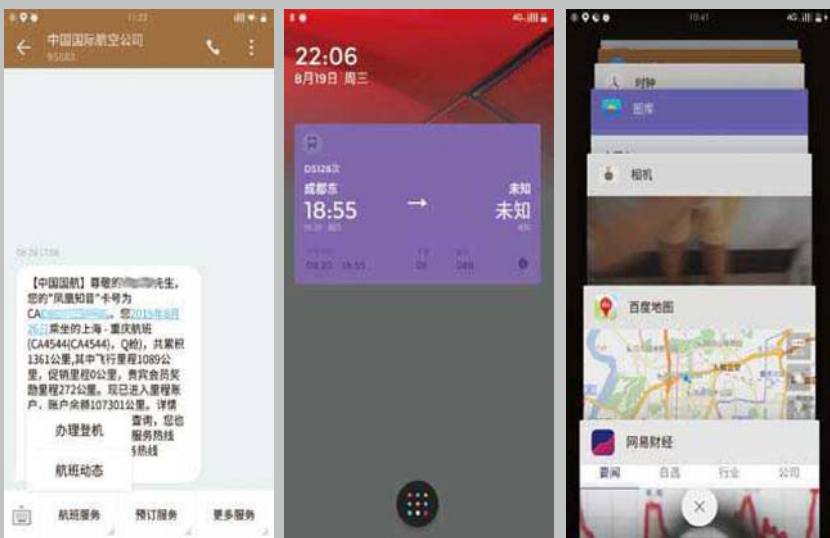 11:22
中国国际航空公司
95583
08-26 17:06
【中国国航】尊敬的
先生，
您的"凤凰知音"卡号为
CA
。您2015年8月
26日乘坐的上海 - 重庆航班
(CA4544(CA4544)，Q舱)，共累积
1361公里,其中飞行里程1089公
里，促销里程0公里，贵宾会员奖
励里程272公里。现已进入里程账
户，账户余额107301公里。详情
查询，您也
服务热线
务热线
办理登机
航班动态
航班服务
预订服务
更多服务
4G
22:06
8月19日 周三
D5128次
成都东
未知
18:55
→
未知
08.20 18:55
10:41
4G
时钟
图库
相机
百度地图
网易财经
要闻
自选
行业
公司